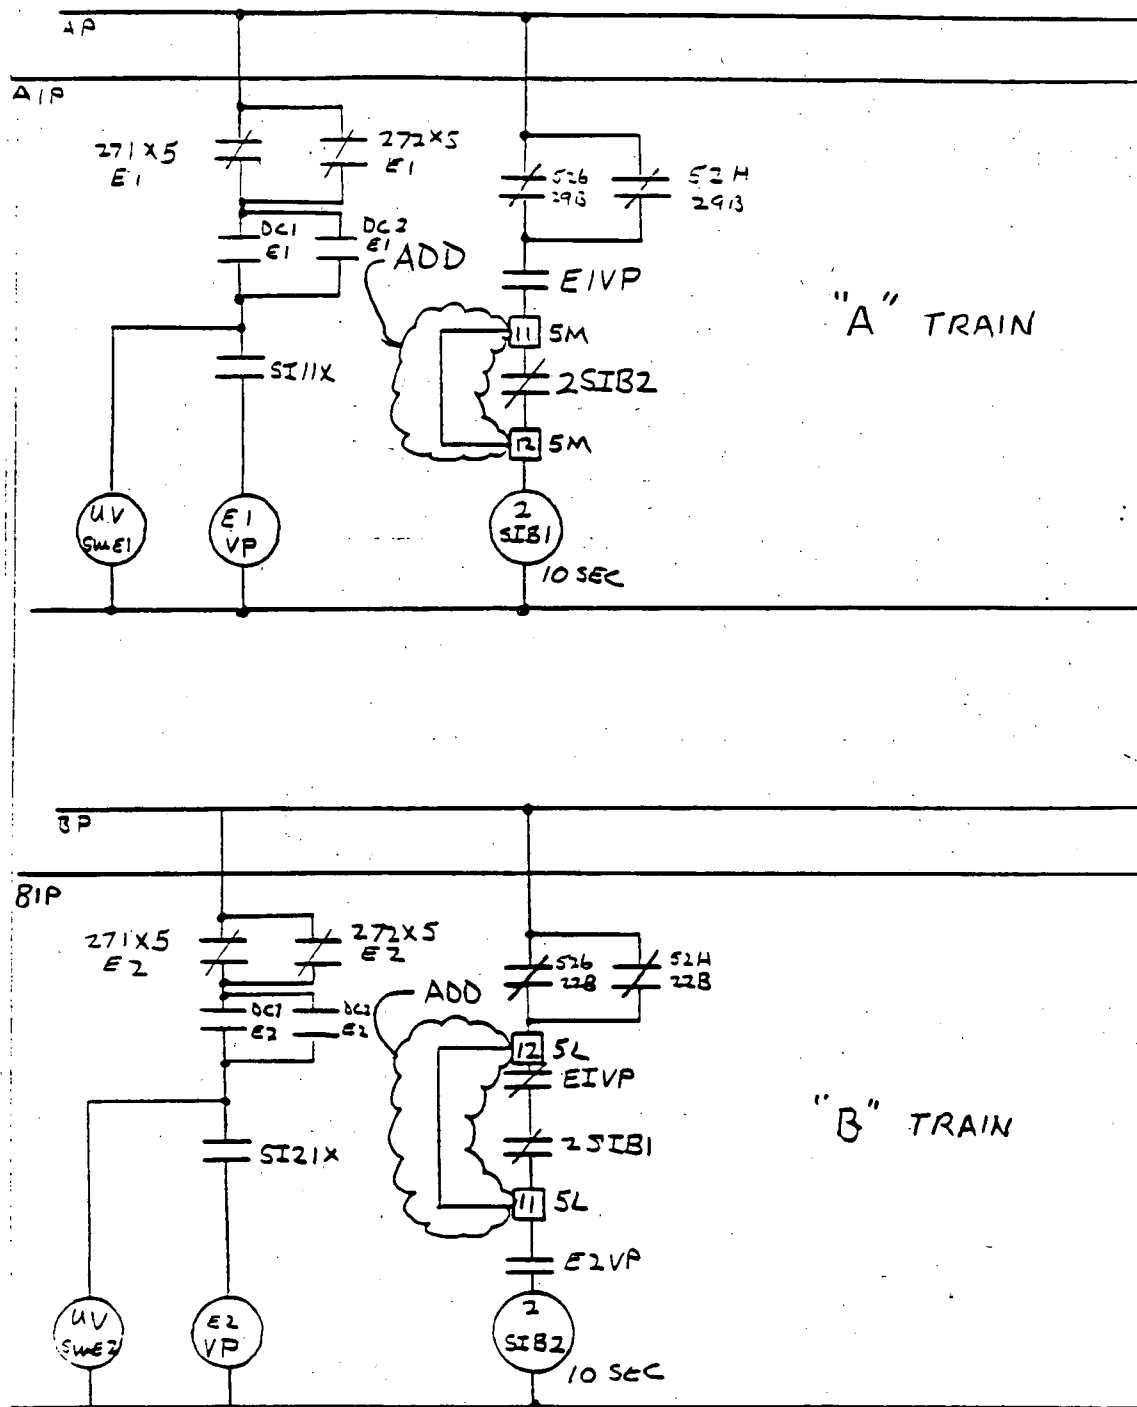 AP
A1P
271X5
E1
272X5
E1
52b
29B
52H
29B
DC1
E1
DC2
E1
ADD
E1VP
11 5M
"A" TRAIN
SI11X
2SIB2
12 5M
UV
SWE1
E1
VP
2
SIB1
10 SEC
BP
B1P
271X5
E2
272X5
E2
52b
22B
52H
22B
DC1
E2
DC2
E2
ADD
12 5L
E1VP
"B" TRAIN
SI21X
2SIB1
11 5L
E2VP
UV
SWE2
E2
VP
2
SIB2
10 SEC